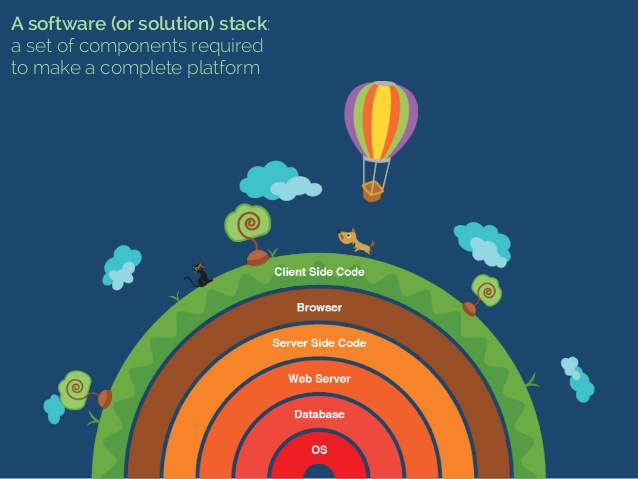 A software (or solution) stack:
a set of components required
to make a complete platform
Client Side Code
Browser
Server Side Code
Web Server
Database
OS